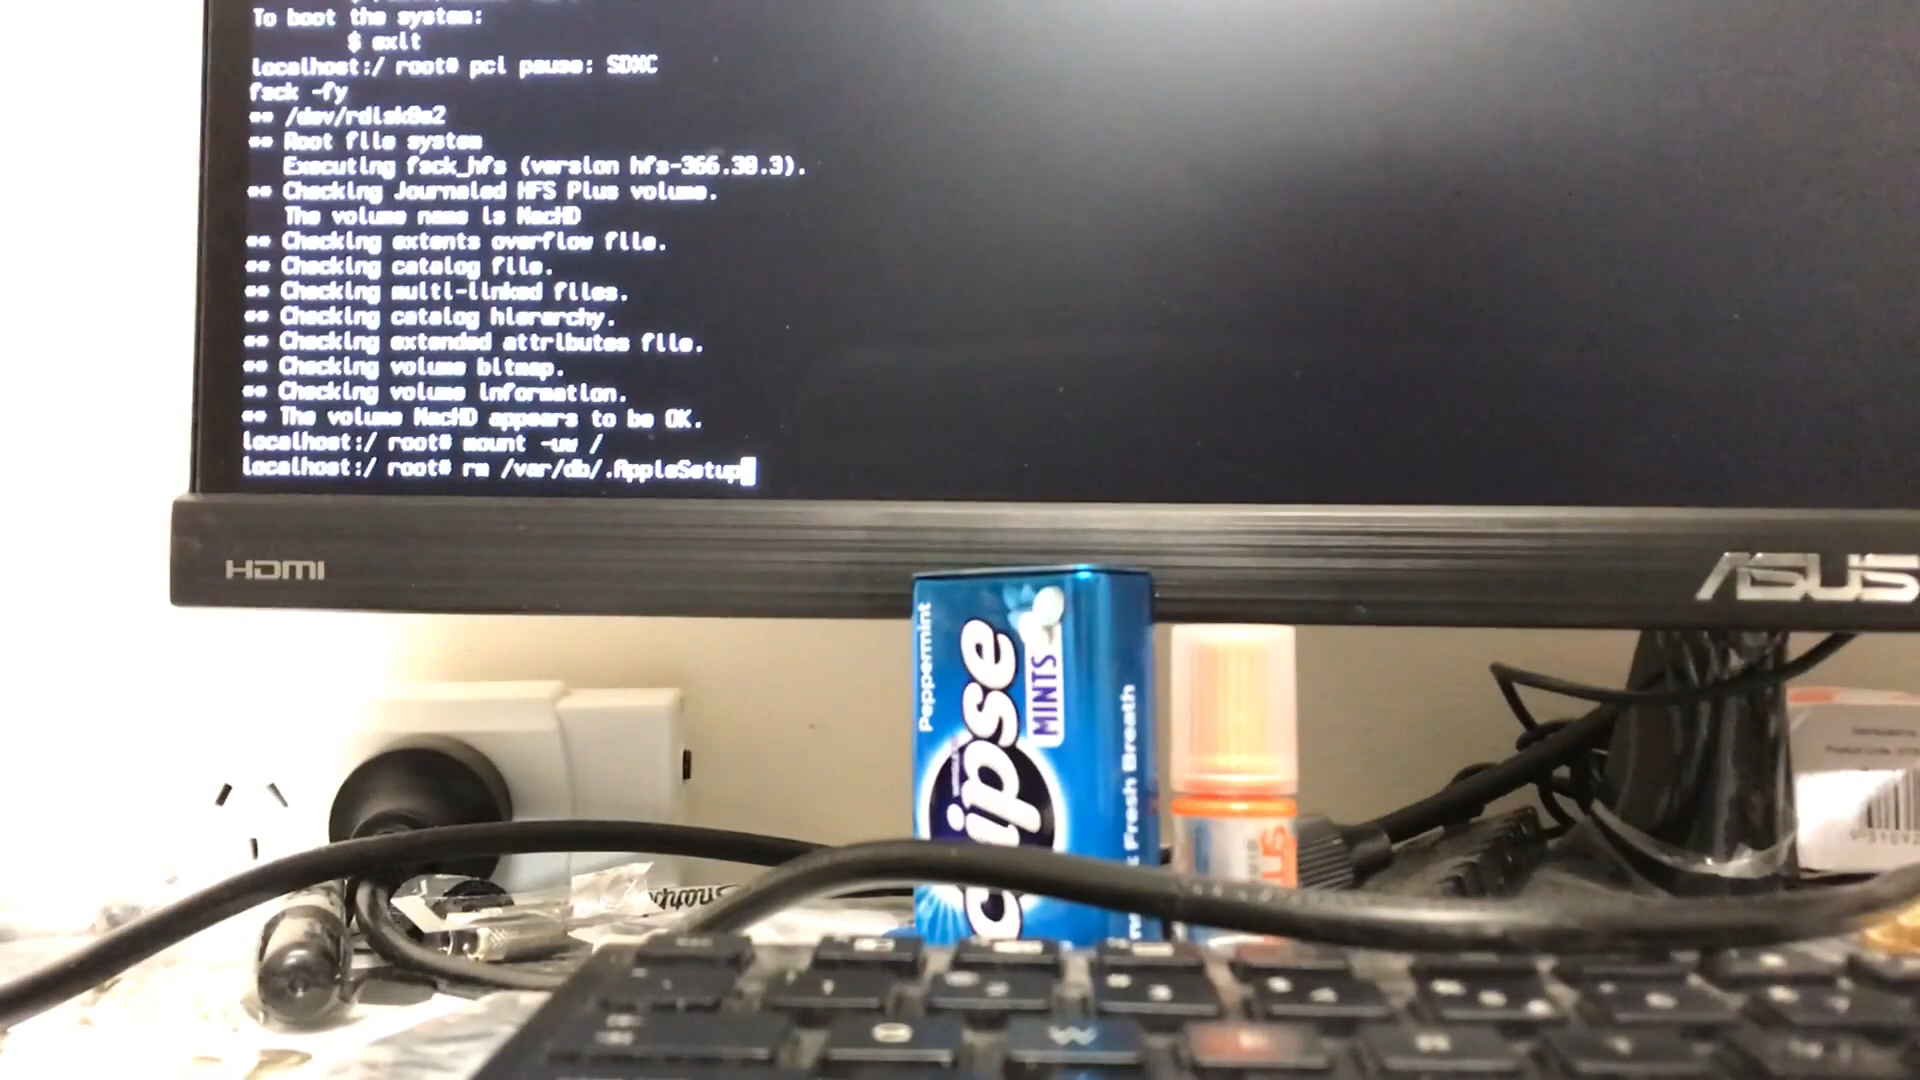 To boot the system:
$ exit
localhost:/ root# pci pause: SDXC
fsck -fy
** /dev/rdisk0s2
** Root file system
Executing fsck_hfs (version hfs-366.30.3).
** Checking Journaled HFS Plus volume.
The volume name is MacHD
** Checking extents overflow file.
** Checking catalog file.
** Checking multi-linked files.
** Checking catalog hierarchy.
** Checking extended attributes file.
** Checking volume bitmap.
** Checking volume information.
** The volume MacHD appears to be OK.
localhost:/ root# mount -uw /
localhost:/ root# rm /var/db/.AppleSetup
HDMI
ASUS
Peppermint
MINTS
Fresh Breath